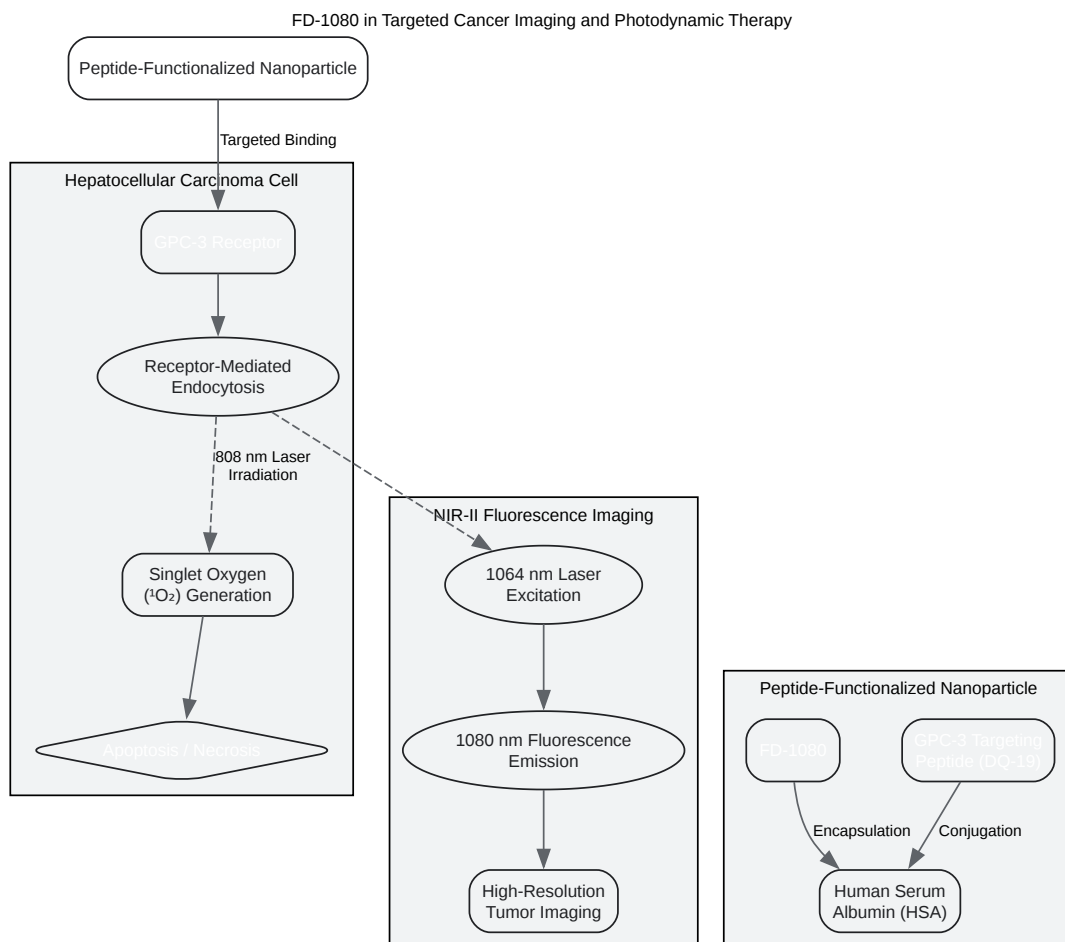 FD-1080 in Targeted Cancer Imaging and Photodynamic Therapy
Peptide-Functionalized Nanoparticle
Targeted Binding
Hepatocellular Carcinoma Cell
GPC-3 Receptor
Receptor-Mediated
Endocytosis
808 nm Laser
Irradiation
Singlet Oxygen
(¹O₂) Generation
Apoptosis / Necrosis
NIR-II Fluorescence Imaging
1064 nm Laser
Excitation
1080 nm Fluorescence
Emission
High-Resolution
Tumor Imaging
Peptide-Functionalized Nanoparticle
FD-1080
GPC-3 Targeting
Peptide (DQ-19)
Encapsulation
Conjugation
Human Serum
Albumin (HSA)